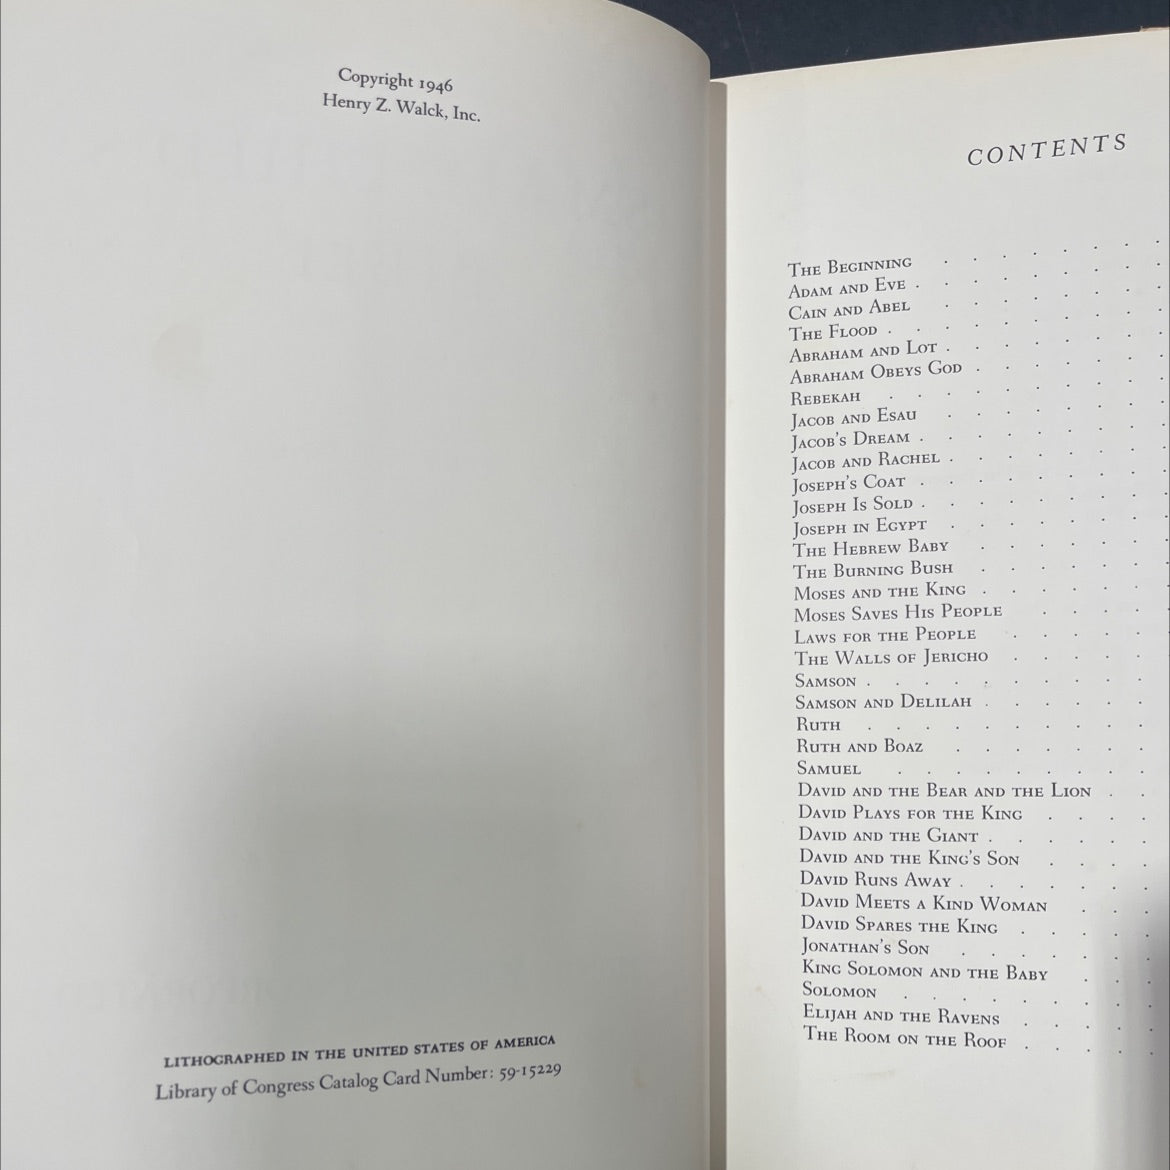 Copyright 1946
Henry Z. Walck, Inc.
LITHOGRAPHED IN THE UNITED STATES OF AMERICA
Library of Congress Catalog Card Number: 59-15229
CONTENTS
The Beginning . . . . . . . .
Adam and Eve . . . . . . . . .
Cain and Abel . . . . . . . .
The Flood . . . . . . . . . .
Abraham and Lot . . . . . . . .
Abraham Obeys God . . . . . . .
Rebekah . . . . . . . . . .
Jacob and Esau . . . . . . . .
Jacob's Dream . . . . . . . . .
Jacob and Rachel . . . . . . . .
Joseph's Coat . . . . . . . . .
Joseph Is Sold . . . . . . . . .
Joseph in Egypt . . . . . . . .
The Hebrew Baby . . . . . . .
The Burning Bush . . . . . . .
Moses and the King . . . . . . .
Moses Saves His People . . . . .
Laws for the People . . . . .
The Walls of Jericho . . . . .
Samson . . . . . . . . . .
Samson and Delilah . . . . . .
Ruth . . . . . . . . . .
Ruth and Boaz . . . . . . .
Samuel . . . . . . . . .
David and the Bear and the Lion . .
David Plays for the King . . . .
David and the Giant . . . . . .
David and the King's Son . . . .
David Runs Away . . . . . . .
David Meets a Kind Woman . . .
David Spares the King . . . . .
Jonathan's Son . . . . . . .
King Solomon and the Baby . . .
Solomon . . . . . . . . .
Elijah and the Ravens . . . . .
The Room on the Roof . . . . .